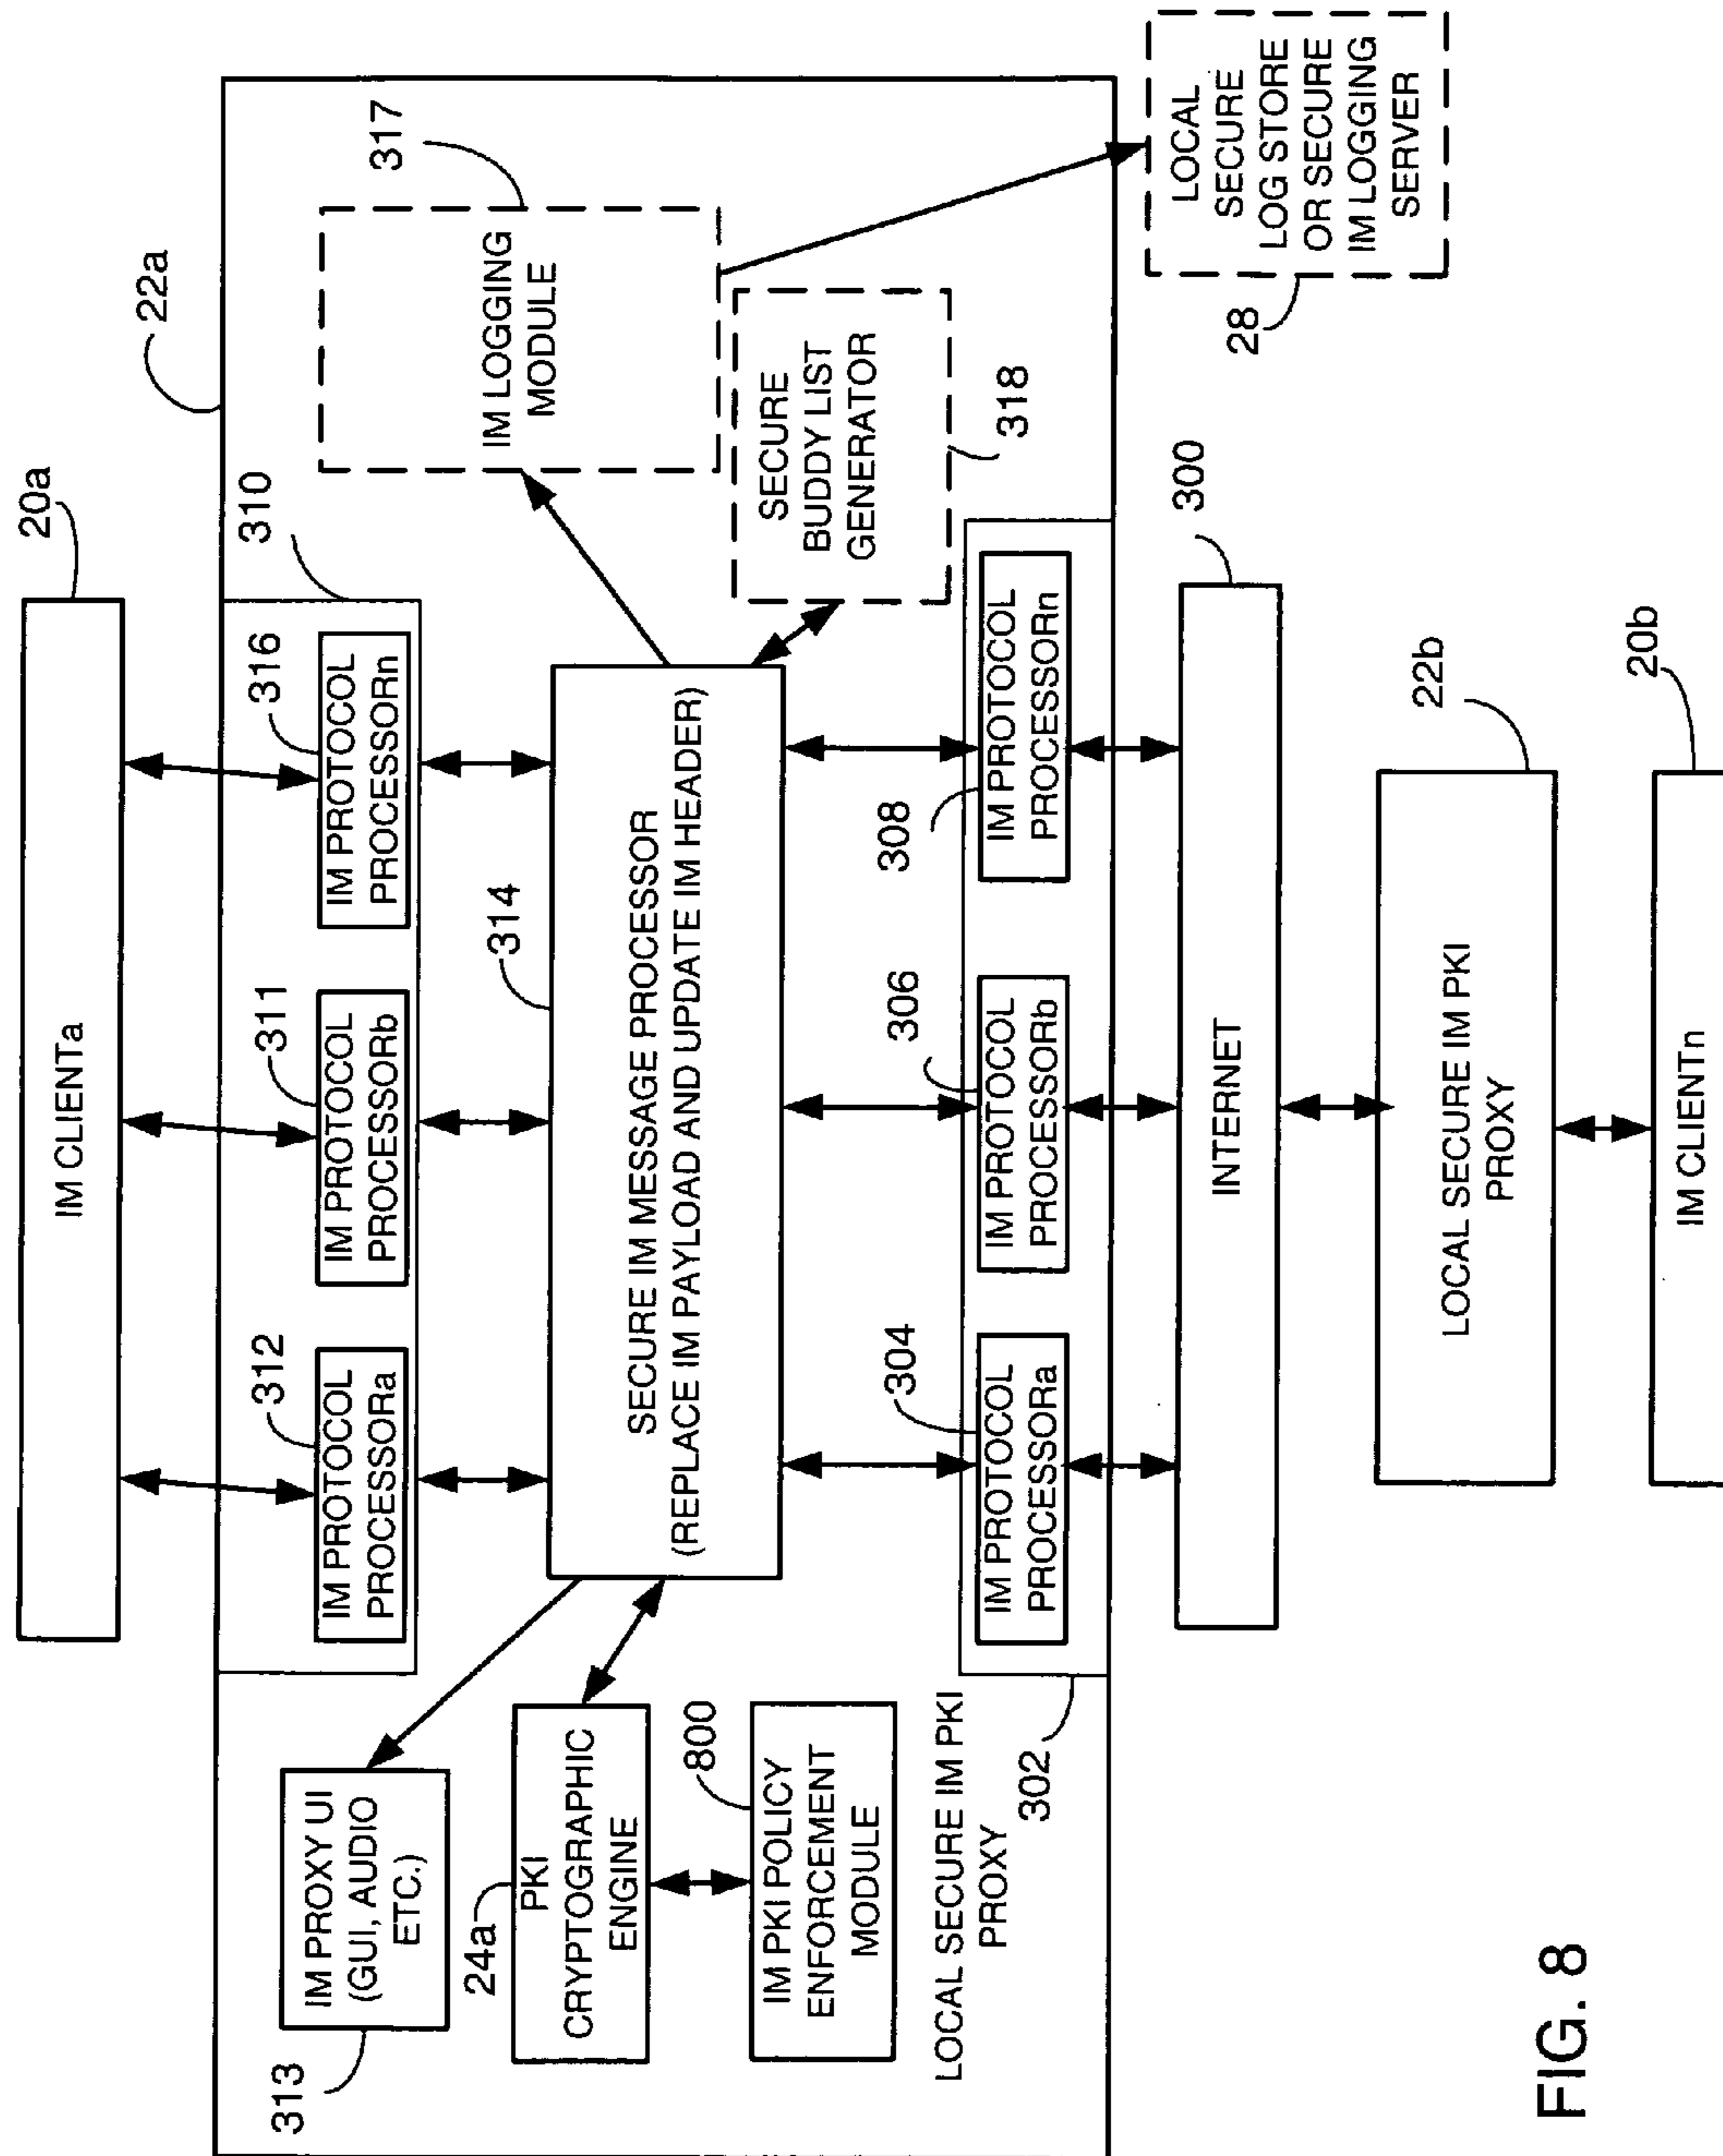 20a
IM CLIENTa
22a
310
312
IM PROTOCOL
PROCESSORa
311
IM PROTOCOL
PROCESSORb
316
IM PROTOCOL
PROCESSORn
317
IM LOGGING
MODULE
313
IM PROXY UI
(GUI, AUDIO
ETC.)
24a
PKI
CRYPTOGRAPHIC
ENGINE
800
IM PKI POLICY
ENFORCEMENT
MODULE
314
SECURE IM MESSAGE PROCESSOR
(REPLACE IM PAYLOAD AND UPDATE IM HEADER)
SECURE
BUDDY LIST
GENERATOR
318
LOCAL SECURE IM PKI
PROXY
302
304
IM PROTOCOL
PROCESSORa
306
IM PROTOCOL
PROCESSORb
308
IM PROTOCOL
PROCESSORn
300
INTERNET
LOCAL
SECURE
LOG STORE
OR SECURE
IM LOGGING
SERVER
28
22b
LOCAL SECURE IM PKI
PROXY
20b
IM CLIENTn
FIG. 8